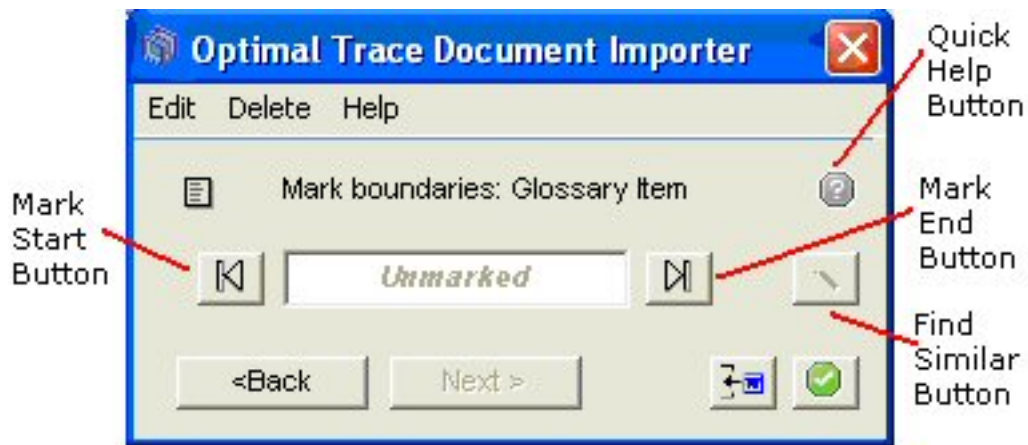 Optimal Trace Document Importer
Quick
Help
Button
Edit Delete Help
Mark boundaries: Glossary Item
?
Mark
Start
Button
Unmarked
Mark
End
Button
<Back
Next >
Find
Similar
Button